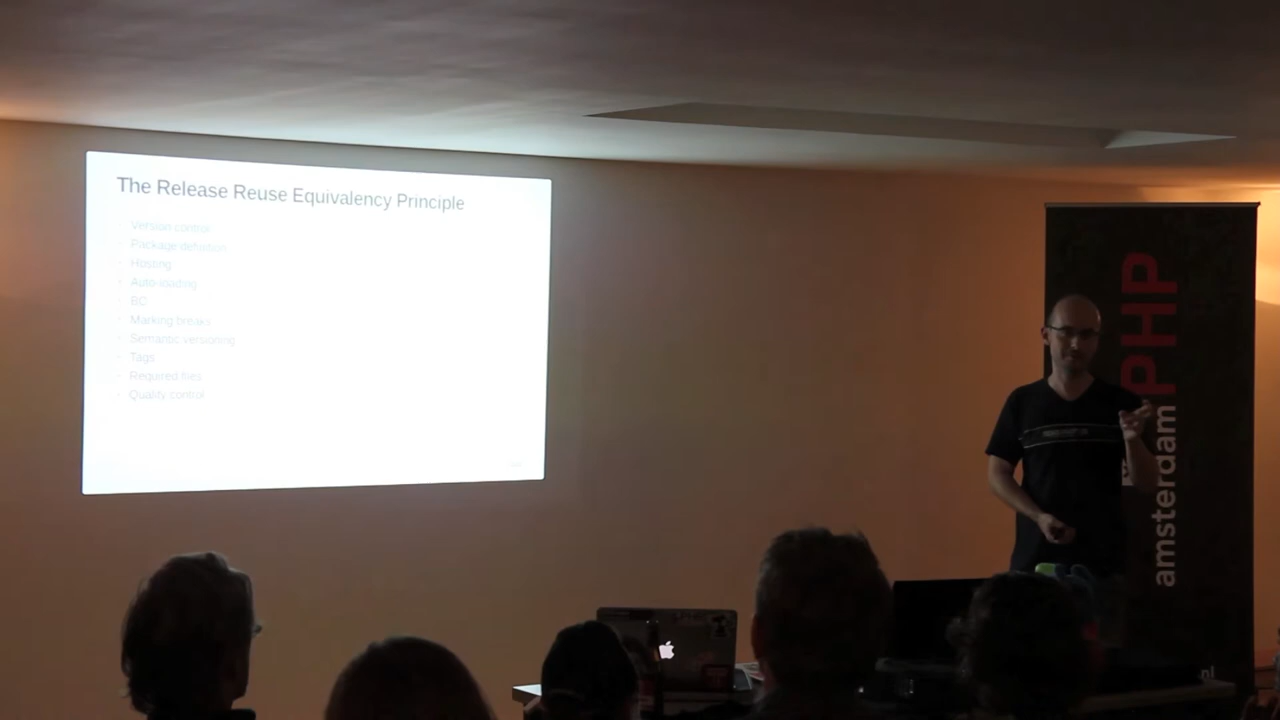 The Release Reuse Equivalency Principle
Version control
Package definition
Hosting
Auto-loading
BC
Marking breaks
Semantic versioning
Tags
Required files
Quality control
amsterdam PHP
nl